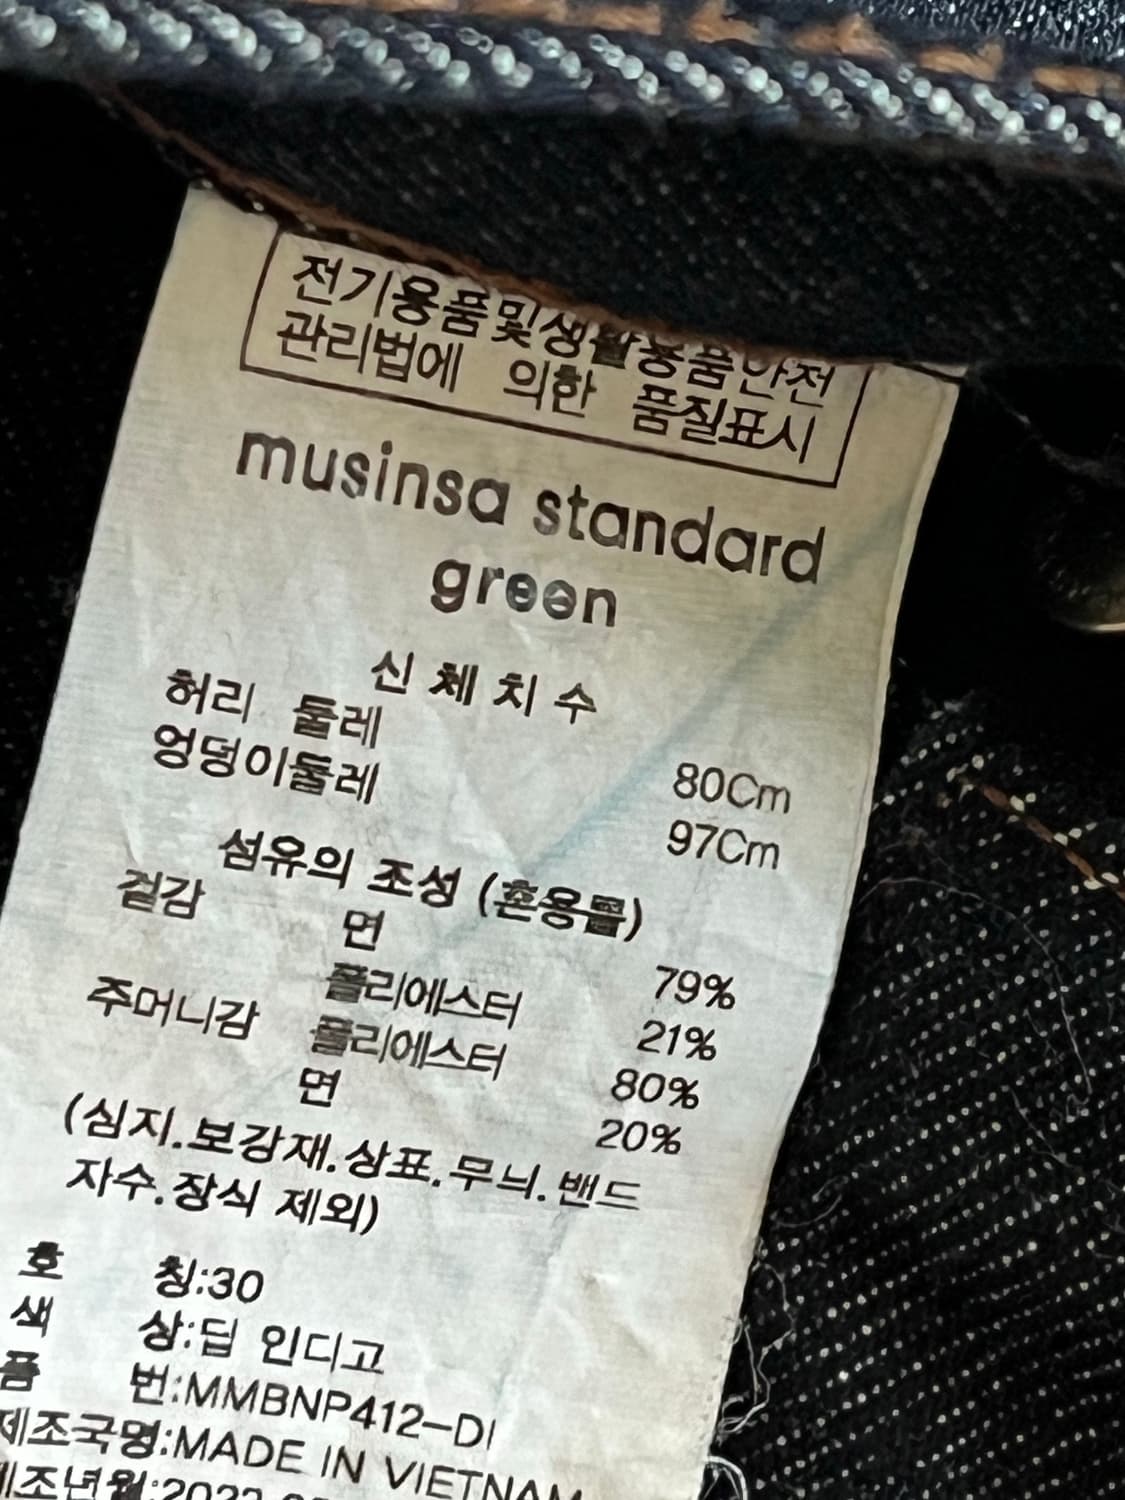 전기용품및생활용품안전
관리법에 의한 품질표시
musinsa standard
green
신체치수
허리 둘레 80Cm
엉덩이둘레 97Cm
섬유의 조성 (혼용률)
겉감 면 79%
폴리에스터 21%
주머니감 폴리에스터 80%
면 20%
(심지.보강재.상표.무늬.밴드
자수.장식 제외)
호 칭:30
색 상:딥 인디고
품 번:MMBNP412-DI
제조국명:MADE IN VIETNAM
제조년월:2022